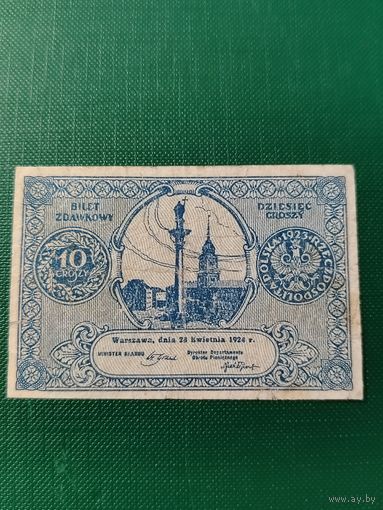 BILET
ZDAWKOWY
DZIESIĘĆ
GROSZY
10
GROSZY
RZECZPOSPOLITA
POLSKA
1923
Warszawa, dnia 28 kwietnia 1924 r.
MINISTER SKARBU
Dyrektor Departamentu
Obrotu Pieniężnego
ay.by